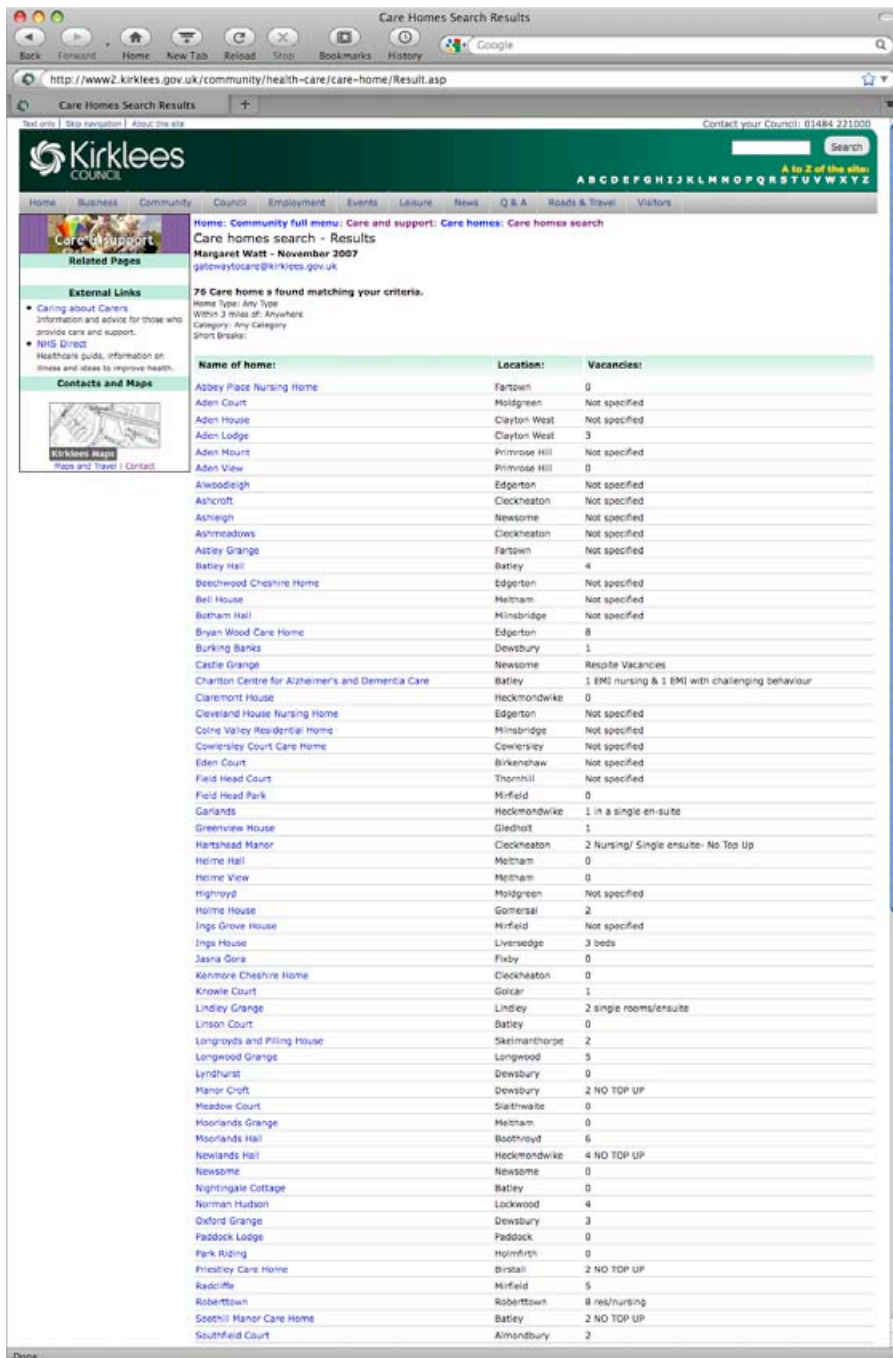 Care Homes Search Results
Back Forward Home New Tab Reload Stop Bookmarks History Google
http://www2.kirklees.gov.uk/community/health-care/care-home/Result.asp
Care Homes Search Results +
Text only | Skip navigation | About the site Contact your Council: 01484 221000
Kirklees
COUNCIL
Search
A to Z of the site:
A B C D E F G H I J K L M N O P Q R S T U V W X Y Z
Home Business Community Council Employment Events Leisure News Q & A Roads & Travel Visitors
Care & support
Related Pages
External Links
Caring about Carers
Information and advice for those who
provide care and support.
NHS Direct
Healthcare guide, information on
illness and ideas to improve health.
Contacts and Maps
Kirklees Maps
Maps and Travel | Contact
Home: Community full menu: Care and support: Care homes: Care homes search
Care homes search - Results
Margaret Watt - November 2007
gatewaytocare@kirklees.gov.uk
76 Care home s found matching your criteria.
Home Type: Any Type
Within 3 miles of: Anywhere
Category: Any Category
Short Breaks:
Name of home: Location: Vacancies:
Abbey Place Nursing Home Fartown 0
Aden Court Moldgreen Not specified
Aden House Clayton West Not specified
Aden Lodge Clayton West 3
Aden Mount Primrose Hill Not specified
Aden View Primrose Hill 0
Alwoodleigh Edgerton Not specified
Ashcroft Cleckheaton Not specified
Ashleigh Newsome Not specified
Ashmeadows Cleckheaton Not specified
Astley Grange Fartown Not specified
Batley Hall Batley 4
Beechwood Cheshire Home Edgerton Not specified
Bell House Meltham Not specified
Botham Hall Milnsbridge Not specified
Bryan Wood Care Home Edgerton 8
Burking Banks Dewsbury 1
Castle Grange Newsome Respite Vacancies
Charlton Centre for Alzheimer's and Dementia Care Batley 1 EMI nursing & 1 EMI with challenging behaviour
Claremont House Heckmondwike 0
Cleveland House Nursing Home Edgerton Not specified
Colne Valley Residential Home Milnsbridge Not specified
Cowlersley Court Care Home Cowlersley Not specified
Eden Court Birkenshaw Not specified
Field Head Court Thornhill Not specified
Field Head Park Mirfield 0
Garlands Heckmondwike 1 in a single en-suite
Greenview House Gledholt 1
Hartshead Manor Cleckheaton 2 Nursing/ Single ensuite- No Top Up
Helme Hall Meltham 0
Helme View Meltham 0
Highroyd Moldgreen Not specified
Holme House Gomersal 2
Ings Grove House Mirfield Not specified
Ings House Liversedge 3 beds
Jasna Gora Fixby 0
Kenmore Cheshire Home Cleckheaton 0
Knowle Court Golcar 1
Lindley Grange Lindley 2 single rooms/ensuite
Linson Court Batley 0
Longroyds and Pilling House Skelmanthorpe 2
Longwood Grange Longwood 5
Lyndhurst Dewsbury 0
Manor Croft Dewsbury 2 NO TOP UP
Meadow Court Slaithwaite 0
Moorlands Grange Meltham 0
Moorlands Hall Boothroyd 6
Newlands Hall Heckmondwike 4 NO TOP UP
Newsome Newsome 0
Nightingale Cottage Batley 0
Norman Hudson Lockwood 4
Oxford Grange Dewsbury 3
Paddock Lodge Paddock 0
Park Riding Holmfirth 0
Priestley Care Home Birstall 2 NO TOP UP
Radcliffe Mirfield 5
Roberttown Roberttown 8 res/nursing
Soothill Manor Care Home Batley 2 NO TOP UP
Southfield Court Almondbury 2
Done